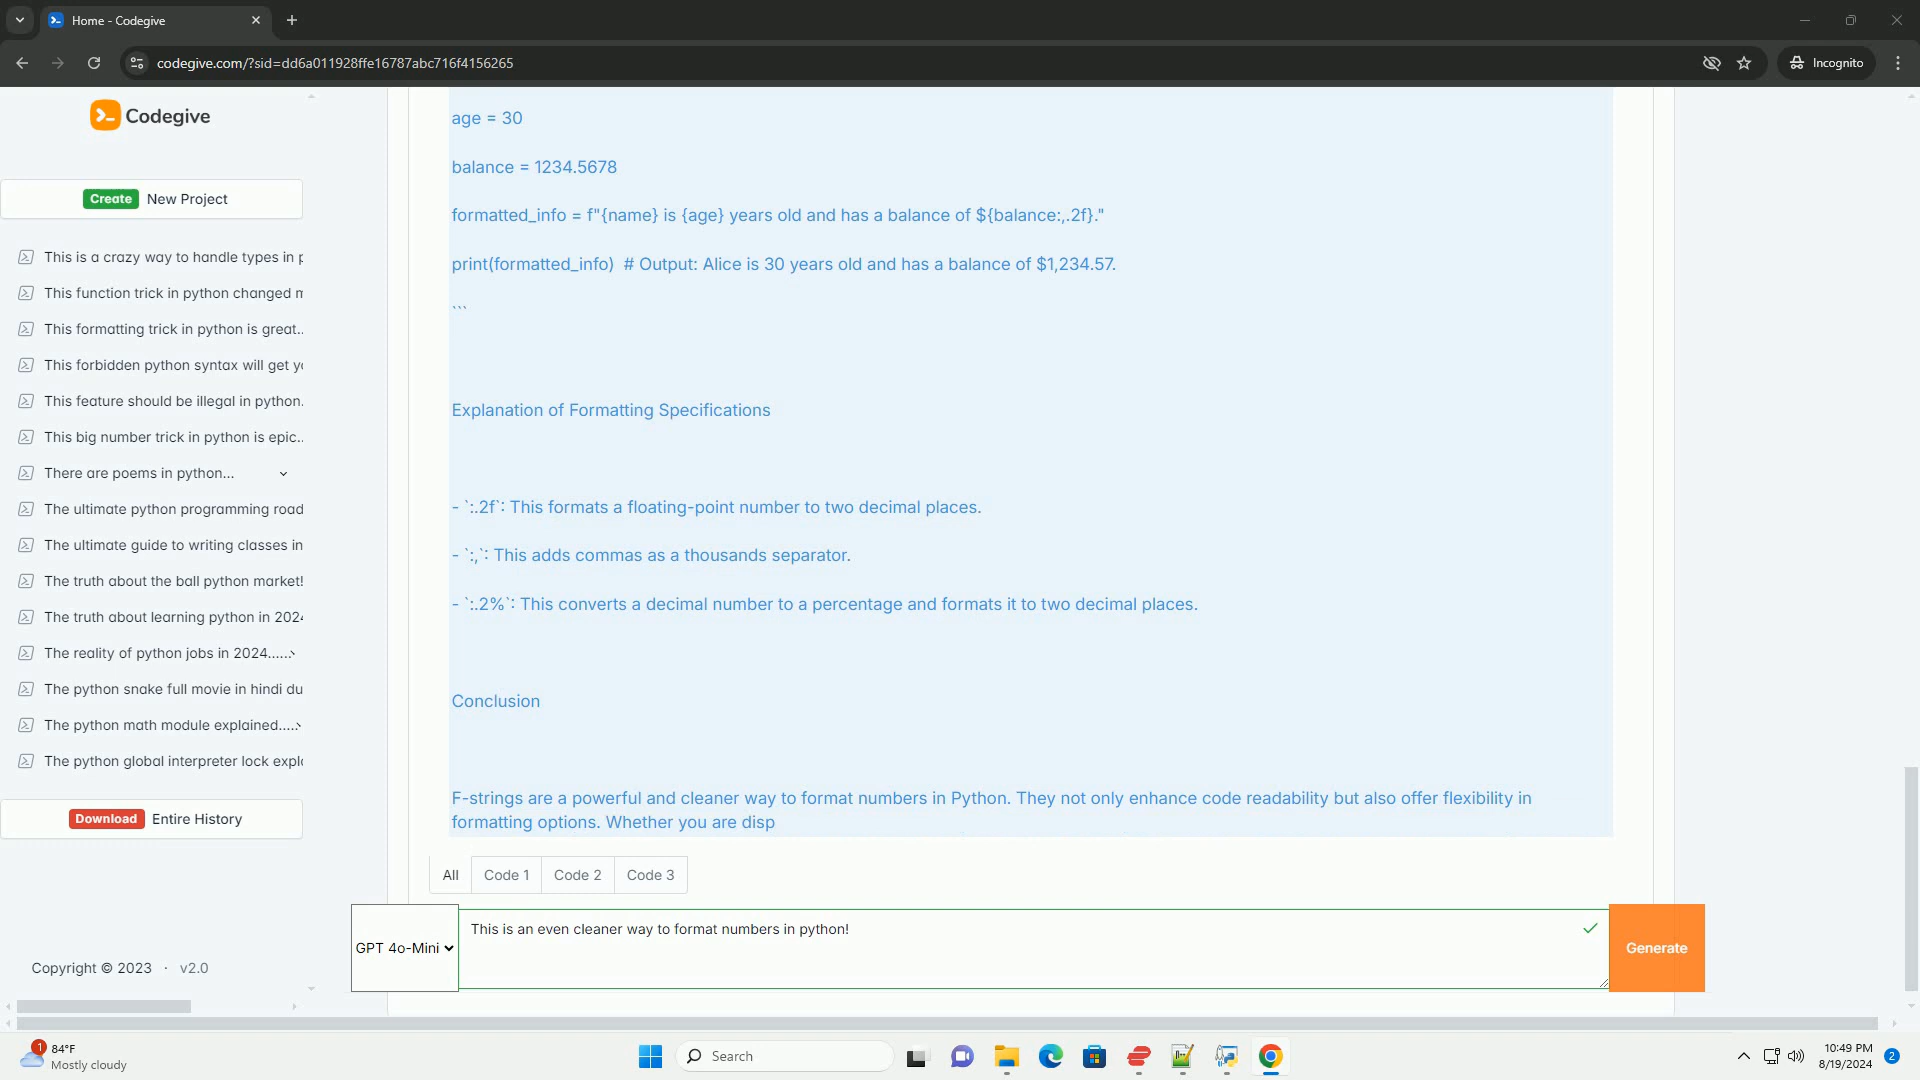 Home - Codegive
codegive.com/?sid=dd6a011928ffe16787abc716f4156265
Incognito
Codegive
Create New Project
This is a crazy way to handle types in p
This function trick in python changed m
This formatting trick in python is great..
This forbidden python syntax will get yo
This feature should be illegal in python.
This big number trick in python is epic..
There are poems in python...
The ultimate python programming road
The ultimate guide to writing classes in
The truth about the ball python market!
The truth about learning python in 2024
The reality of python jobs in 2024......
The python snake full movie in hindi du
The python math module explained.....
The python global interpreter lock expla
Download Entire History
Copyright © 2023 · v2.0
age = 30
balance = 1234.5678
formatted_info = f"{name} is {age} years old and has a balance of ${balance:,.2f}."
print(formatted_info)  # Output: Alice is 30 years old and has a balance of $1,234.57.
```
Explanation of Formatting Specifications
- `:.2f`: This formats a floating-point number to two decimal places.
- `:,`: This adds commas as a thousands separator.
- `:.2%`: This converts a decimal number to a percentage and formats it to two decimal places.
Conclusion
F-strings are a powerful and cleaner way to format numbers in Python. They not only enhance code readability but also offer flexibility in
formatting options. Whether you are disp
All Code 1 Code 2 Code 3
GPT 4o-Mini
This is an even cleaner way to format numbers in python!
Generate
1
84°F
Mostly cloudy
Search
10:49 PM
8/19/2024
2